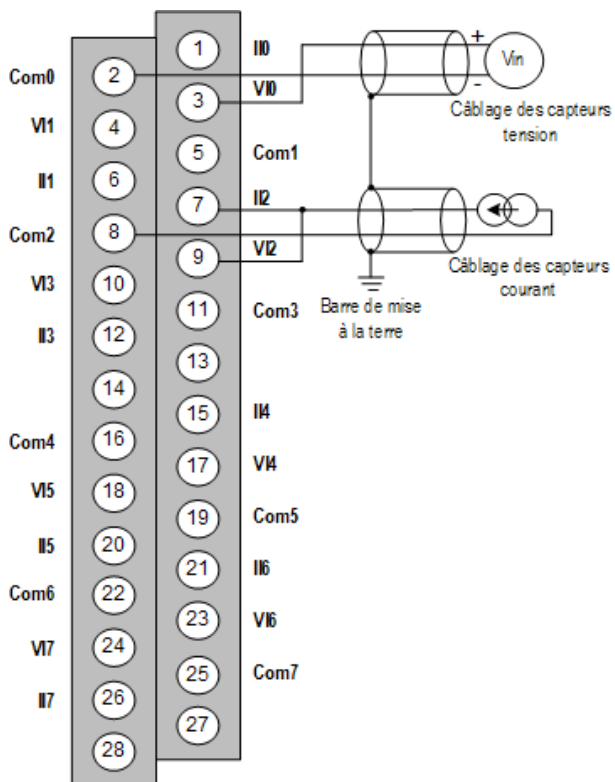 1 II0
Com0 2
3 VI0
+
Vin
-
Câblage des capteurs
tension
VI1 4
5 Com1
II1 6
7 II2
Com2 8
9 VI2
Câblage des capteurs
courant
VI3 10
11 Com3
Barre de mise
à la terre
II3 12
13
14
15 II4
Com4 16
17 VI4
VI5 18
19 Com5
II5 20
21 II6
Com6 22
23 VI6
VI7 24
25 Com7
II7 26
27
28